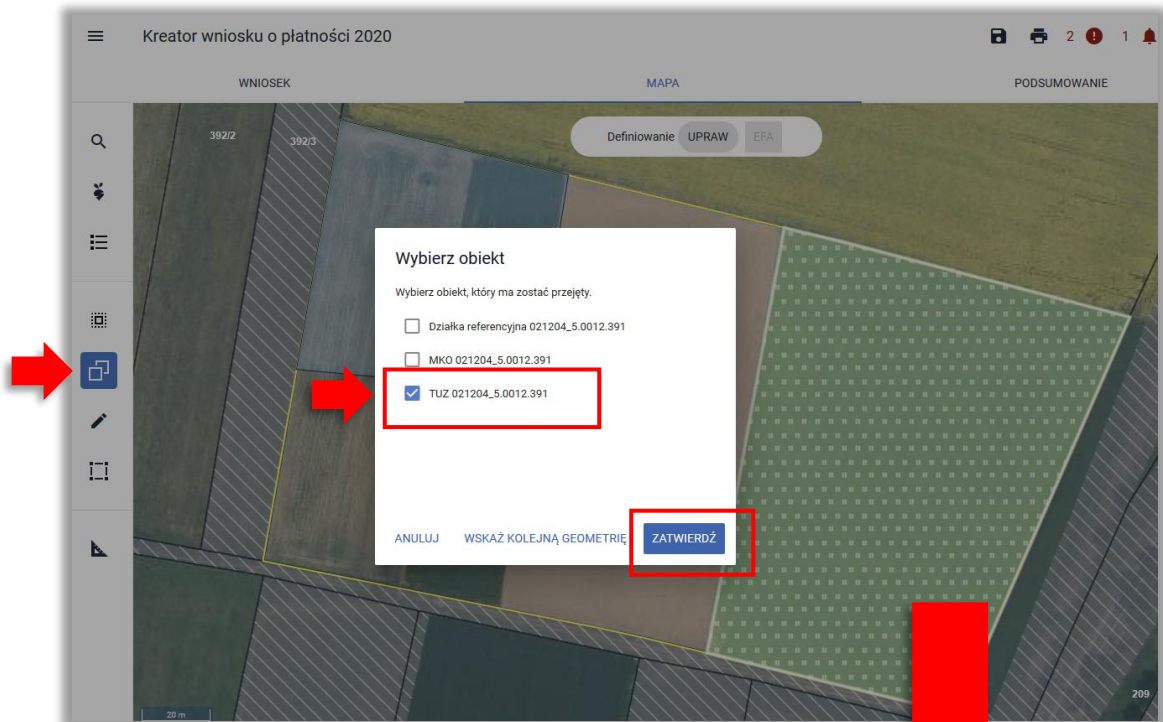 Kreator wniosku o płatności 2020
2
1
WNIOSEK
MAPA
PODSUMOWANIE
392/2
392/3
Definiowanie UPRAW EFA
Wybierz obiekt
Wybierz obiekt, który ma zostać przejęty.
Działka referencyjna 021204_5.0012.391
MKO 021204_5.0012.391
TUZ 021204_5.0012.391
ANULUJ WSKAŻ KOLEJNĄ GEOMETRIĘ ZATWIERDŹ
209
20 m